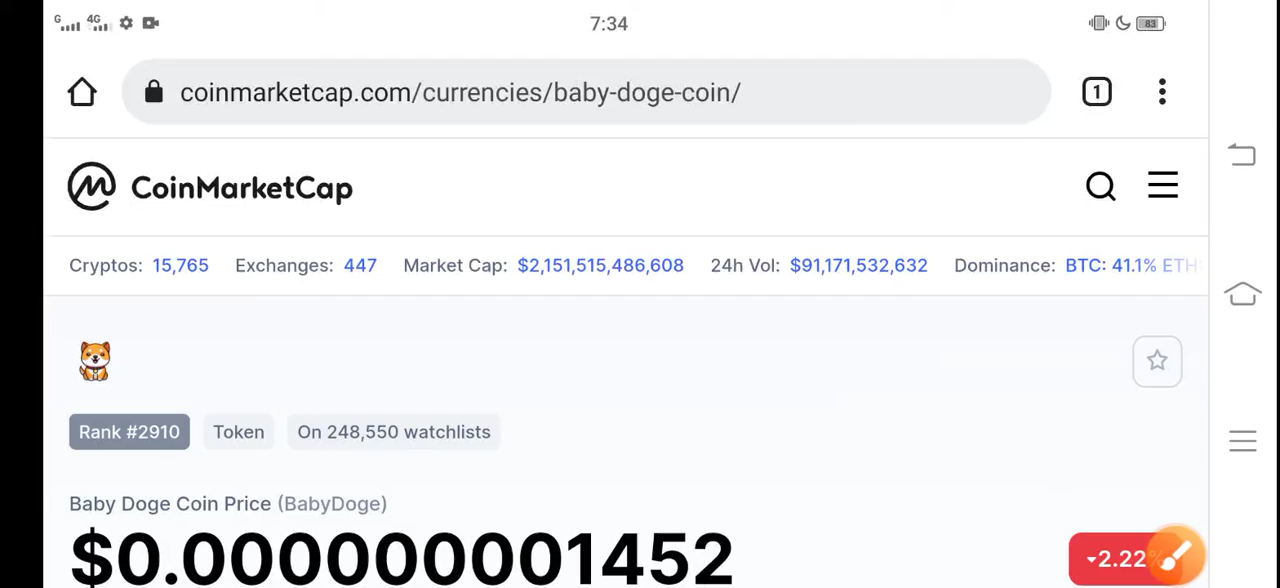 G 4G 7:34 83
coinmarketcap.com/currencies/baby-doge-coin/ 1
CoinMarketCap
Cryptos: 15,765 Exchanges: 447 Market Cap: $2,151,515,486,608 24h Vol: $91,171,532,632 Dominance: BTC: 41.1% ETH
Rank #2910 Token On 248,550 watchlists
Baby Doge Coin Price (BabyDoge)
$0.000000001452 2.22